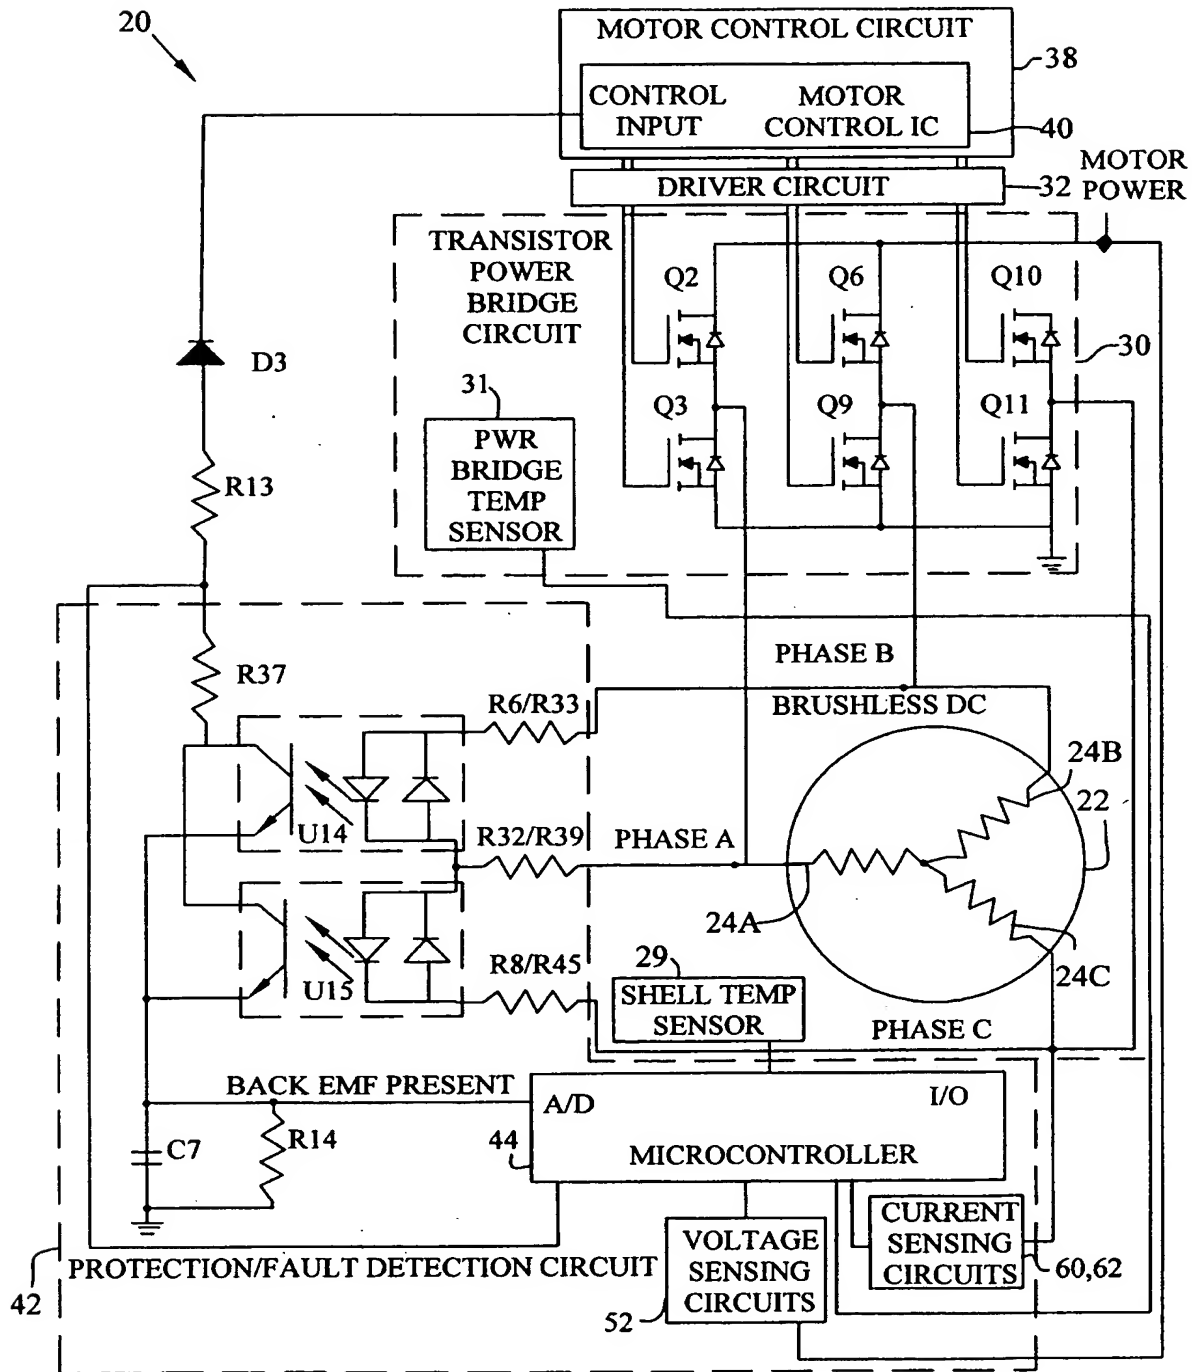 20
MOTOR CONTROL CIRCUIT
38
CONTROL
INPUT
MOTOR
CONTROL IC
40
MOTOR
POWER
DRIVER CIRCUIT
32
TRANSISTOR
POWER
BRIDGE
CIRCUIT
Q2
Q6
Q10
30
D3
31
Q3
Q9
Q11
PWR
BRIDGE
TEMP
SENSOR
R13
R37
PHASE B
R6/R33
BRUSHLESS DC
24B
22
U14
R32/R39
PHASE A
24A
24C
U15
R8/R45
29
SHELL TEMP
SENSOR
PHASE C
BACK EMF PRESENT
A/D
I/O
C7
R14
44
MICROCONTROLLER
CURRENT
SENSING
CIRCUITS
60,62
VOLTAGE
SENSING
CIRCUITS
PROTECTION/FAULT DETECTION CIRCUIT
42
52